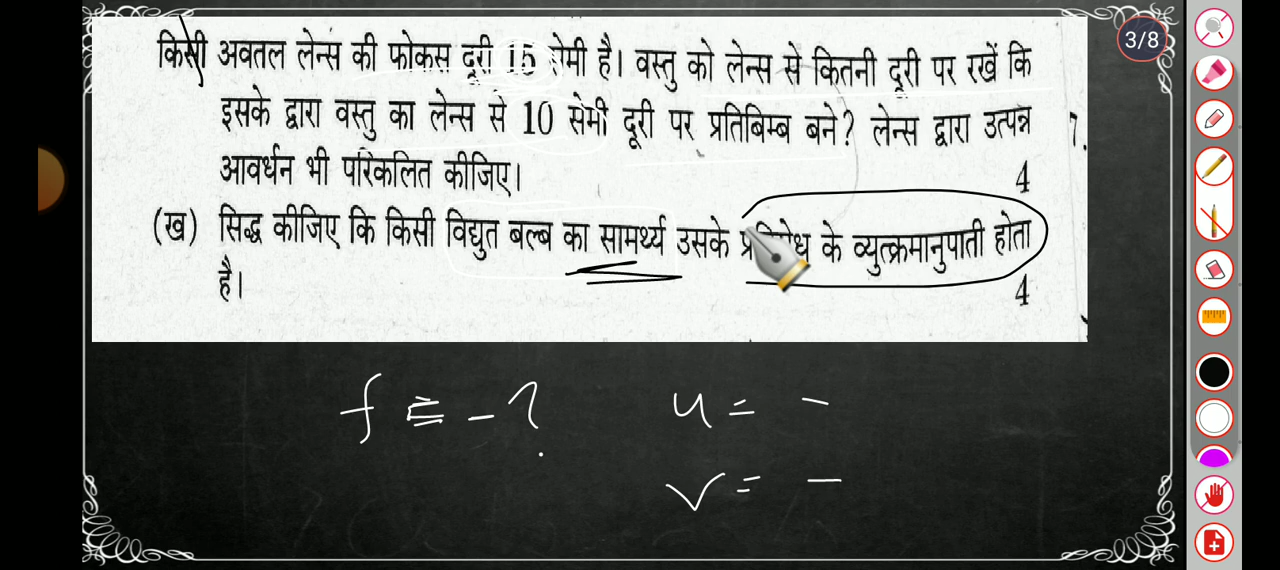 3/8
किसी अवतल लेन्स की फोकस दूरी 15 सेमी है। वस्तु को लेन्स से कितनी दूरी पर रखें कि
इसके द्वारा वस्तु का लेन्स से 10 सेमी दूरी पर प्रतिबिम्ब बने? लेन्स द्वारा उत्पन्न 7.
आवर्धन भी परिकलित कीजिए। 4
(ख) सिद्ध कीजिए कि किसी विद्युत बल्ब का सामर्थ्य उसके प्रतिरोध के व्युत्क्रमानुपाती होता
है। 4
f = - ? u = -
v = -